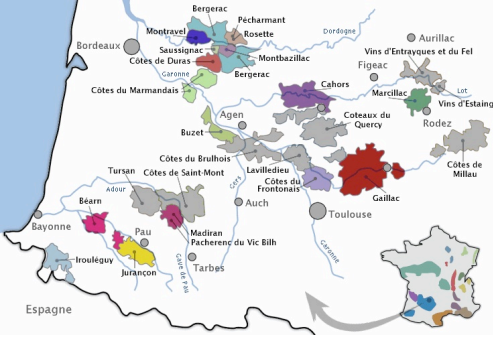 Bergerac
Pécharmant
Montravel
Rosette
Dordogne
Aurillac
Bordeaux
Saussignac
Vins d'Entrayques et du Fel
Côtes de Duras
Montbazillac
Garonne
Bergerac
Figeac
Cahors
Lot
Côtes du Marmandais
Marcillac
Vins d'Estaing
Agen
Coteaux du
Quercy
Rodez
Buzet
Côtes du Brulhois
Lavilledieu
Côtes de
Millau
Tursan
Côtes de Saint-Mont
Côtes du
Frontonais
Adour
Gers
Gaillac
Béarn
Auch
Toulouse
Bayonne
Pau
Madiran
Pacherenc du Vic Bilh
Irouléguy
Tarbes
Garonne
Jurançon
Gave de Pau
Espagne